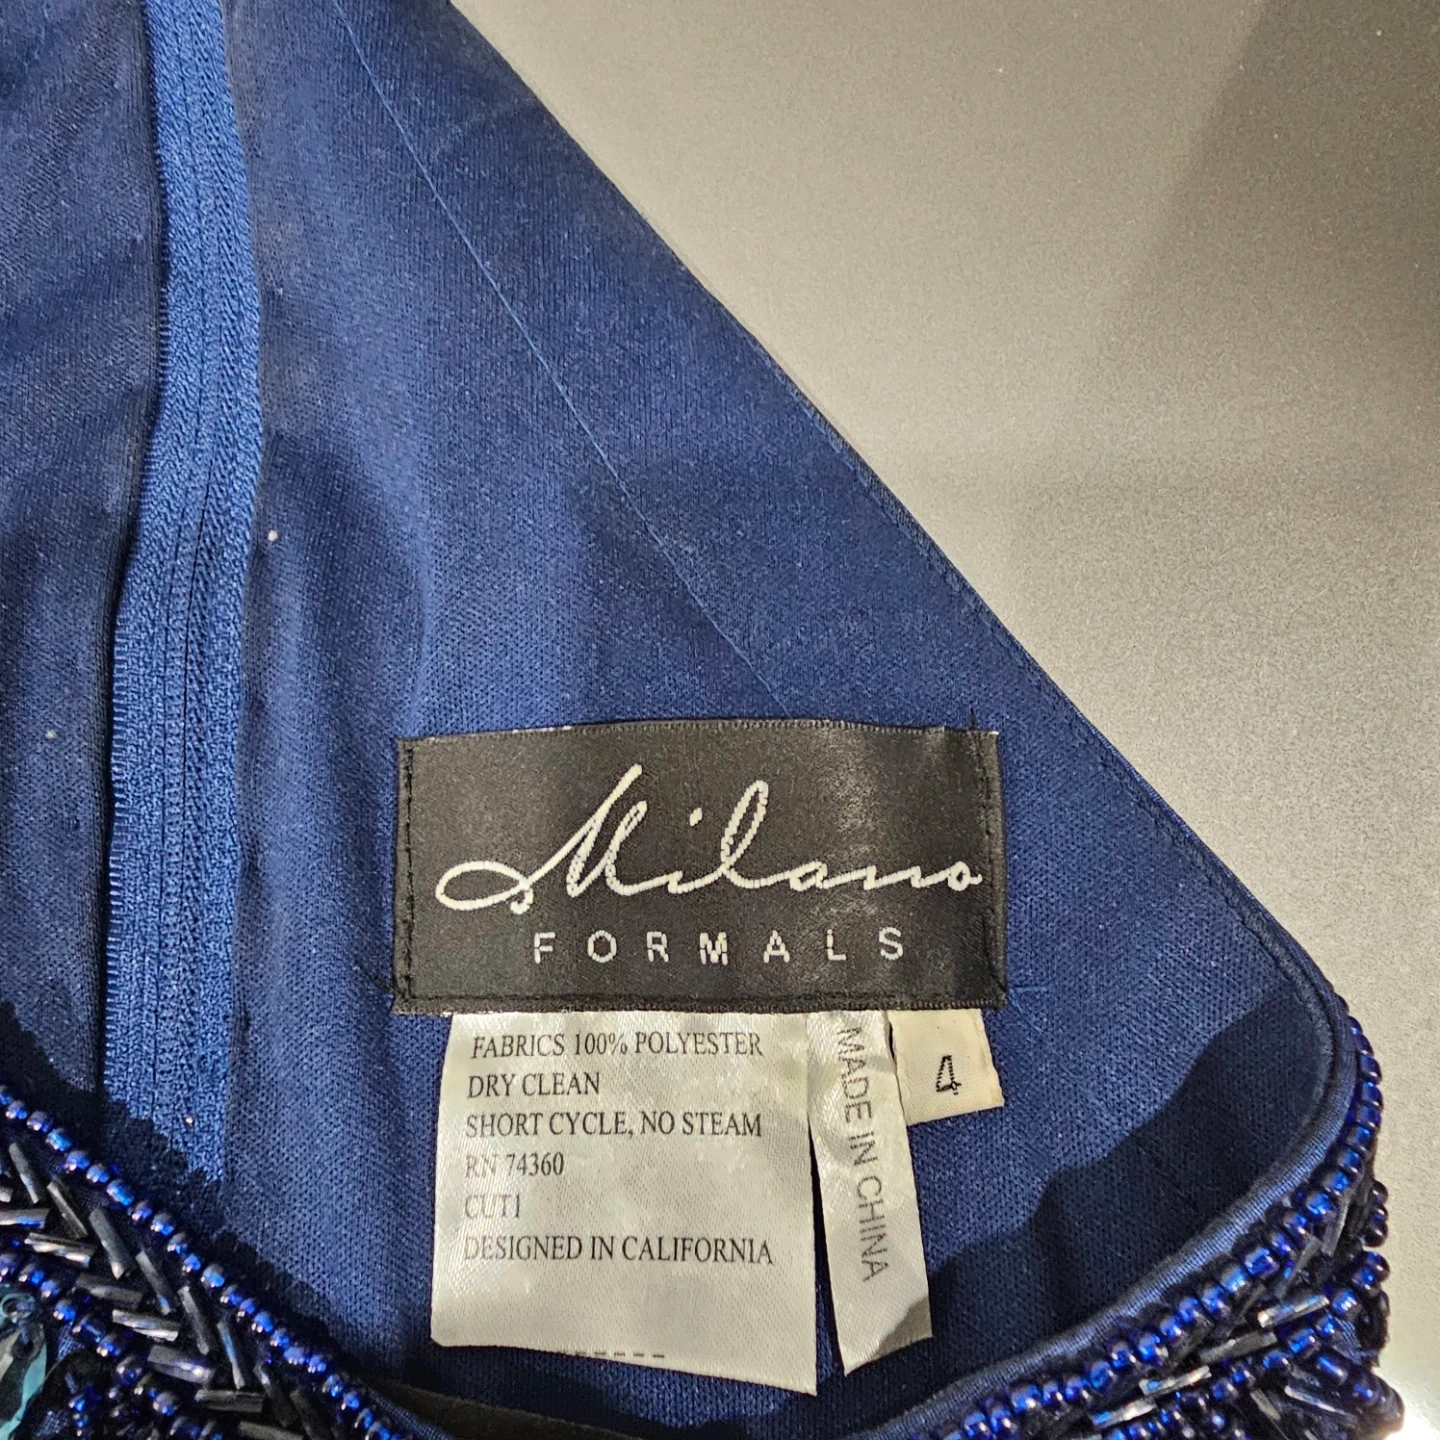 Milano
FORMALS
FABRICS 100% POLYESTER
DRY CLEAN
SHORT CYCLE, NO STEAM
RN 74360
CUT1
DESIGNED IN CALIFORNIA
MADE IN CHINA
4